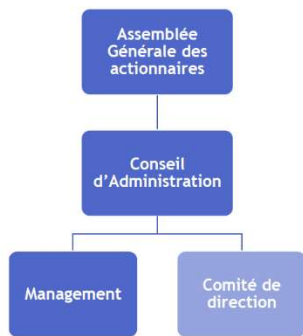 Assemblée
Générale des
actionnaires
Conseil
d'Administration
Management
Comité de
direction